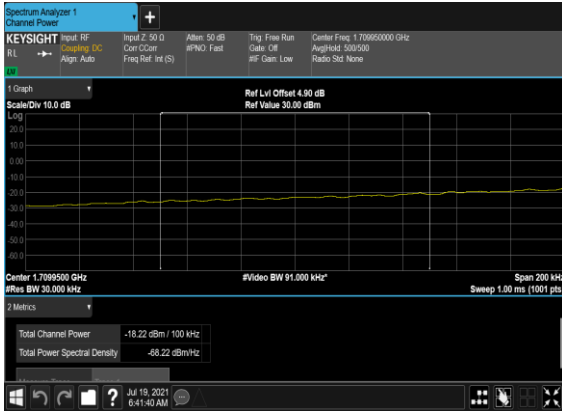 Spectrum Analyzer 1
Channel Power
+
KEYSIGHT Input: RF Input Z: 50 Ω Atten: 50 dB Trig: Free Run Center Freq: 1.709950000 GHz
RL Coupling: DC Corr CCorr #PNO: Fast Gate: Off Avg|Hold: 500/500
Align: Auto Freq Ref: Int (S) #IF Gain: Low Radio Std: None
1 Graph
Ref Lvl Offset 4.90 dB
Scale/Div 10.0 dB Ref Value 30.00 dBm
Log
20.0
10.0
0.00
-10.0
-20.0
-30.0
-40.0
-50.0
-60.0
Center 1.7099500 GHz #Video BW 91.000 kHz* Span 200 kHz
#Res BW 30.000 kHz Sweep 1.00 ms (1001 pts
2 Metrics
Total Channel Power -18.22 dBm / 100 kHz
Total Power Spectral Density -68.22 dBm/Hz
?
Jul 19, 2021
6:41:40 AM